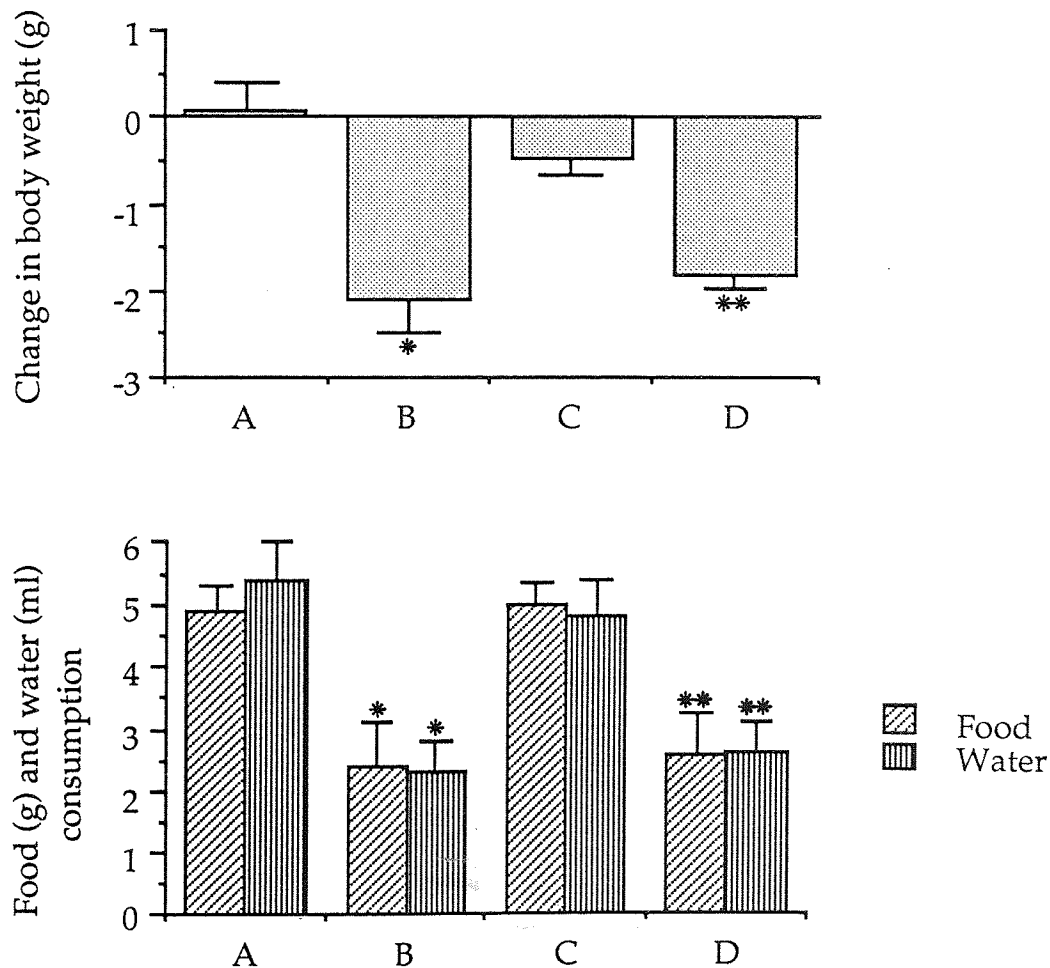 Change in body weight (g)
1
0
-1
-2
-3
*
**
A B C D
Food (g) and water (ml)
consumption
6
5
4
3
2
1
0
* * ** **
A B C D
Food
Water